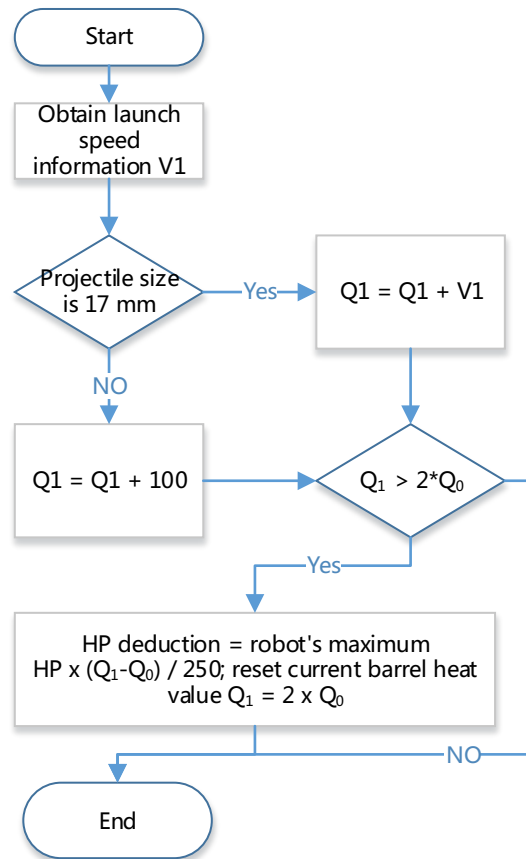 Start
Obtain launch
speed
information V1
Projectile size
is 17 mm
Yes
Q1 = Q1 + V1
NO
Q1 = Q1 + 100
Q₁ > 2*Q₀
Yes
HP deduction = robot's maximum
HP x (Q₁-Q₀) / 250; reset current barrel heat
value Q₁ = 2 x Q₀
NO
End